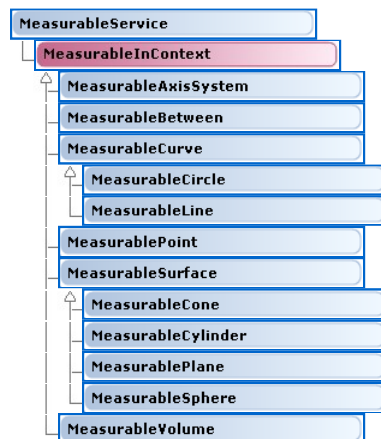 MeasurableService
MeasurableInContext
MeasurableAxisSystem
MeasurableBetween
MeasurableCurve
MeasurableCircle
MeasurableLine
MeasurablePoint
MeasurableSurface
MeasurableCone
MeasurableCylinder
MeasurablePlane
MeasurableSphere
MeasurableVolume